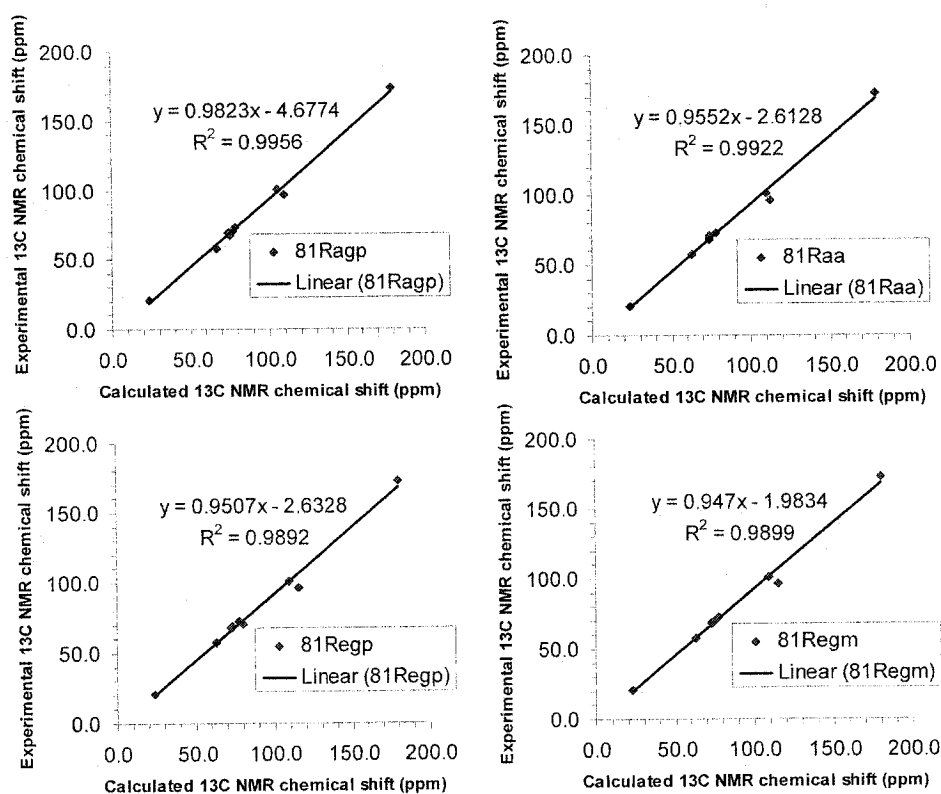 Experimental 13C NMR chemical shift (ppm)
200.0
150.0
100.0
50.0
0.0
y = 0.9823x - 4.6774
R² = 0.9956
81Ragp
Linear (81Ragp)
0.0 50.0 100.0 150.0 200.0
Calculated 13C NMR chemical shift (ppm)
Experimental 13C NMR chemical shift (ppm)
200.0
150.0
100.0
50.0
0.0
y = 0.9552x - 2.6128
R² = 0.9922
81Raa
Linear (81Raa)
0.0 50.0 100.0 150.0 200.0
Calculated 13C NMR chemical shift (ppm)
Experimental 13C NMR chemical shift (ppm)
200.0
150.0
100.0
50.0
0.0
y = 0.9507x - 2.6328
R² = 0.9892
81Regp
Linear (81Regp)
0.0 50.0 100.0 150.0 200.0
Calculated 13C NMR chemical shift (ppm)
Experimental 13C NMR chemical shift (ppm)
200.0
150.0
100.0
50.0
0.0
y = 0.947x - 1.9834
R² = 0.9899
81Regm
Linear (81Regm)
0.0 50.0 100.0 150.0 200.0
Calculated 13C NMR chemical shift (ppm)